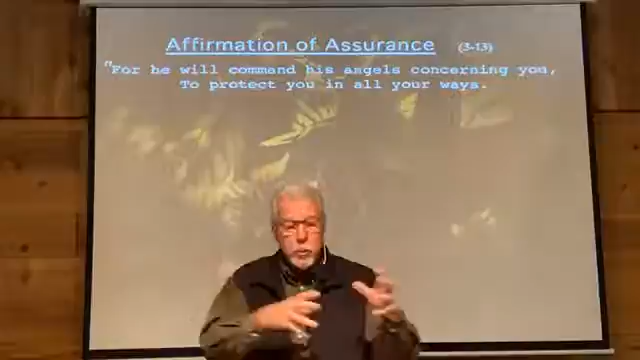 Affirmation of Assurance (3-13)
"For he will command his angels concerning you,
To protect you in all your ways.